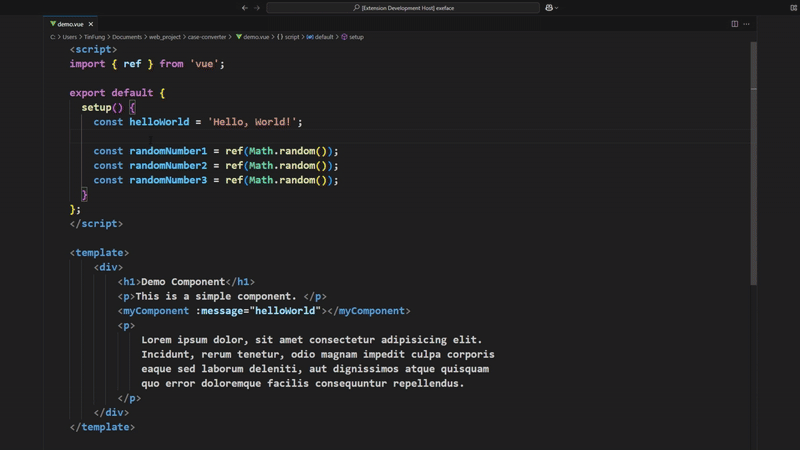 [Extension Development Host] exeface
demo.vue
C: > Users > TinFung > Documents > web_project > case-converter > demo.vue > {} script > default > setup
<script>
import { ref } from 'vue';
export default {
setup() {
const helloWorld = 'Hello, World!';
const randomNumber1 = ref(Math.random());
const randomNumber2 = ref(Math.random());
const randomNumber3 = ref(Math.random());
}
};
</script>
<template>
<div>
<h1>Demo Component</h1>
<p>This is a simple component. </p>
<myComponent :message="helloWorld"></myComponent>
<p>
Lorem ipsum dolor, sit amet consectetur adipisicing elit.
Incidunt, rerum tenetur, odio magnam impedit culpa corporis
eaque sed laborum deleniti, aut dignissimos atque quisquam
quo error doloremque facilis consequuntur repellendus.
</p>
</div>
</template>